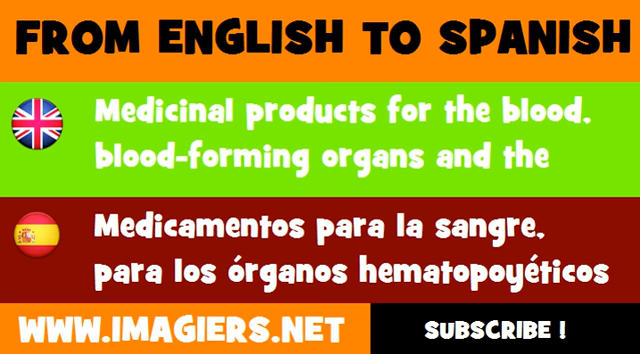 FROM ENGLISH TO SPANISH
Medicinal products for the blood,
blood-forming organs and the
Medicamentos para la sangre,
para los órganos hematopoyéticos
WWW.IMAGIERS.NET
SUBSCRIBE !